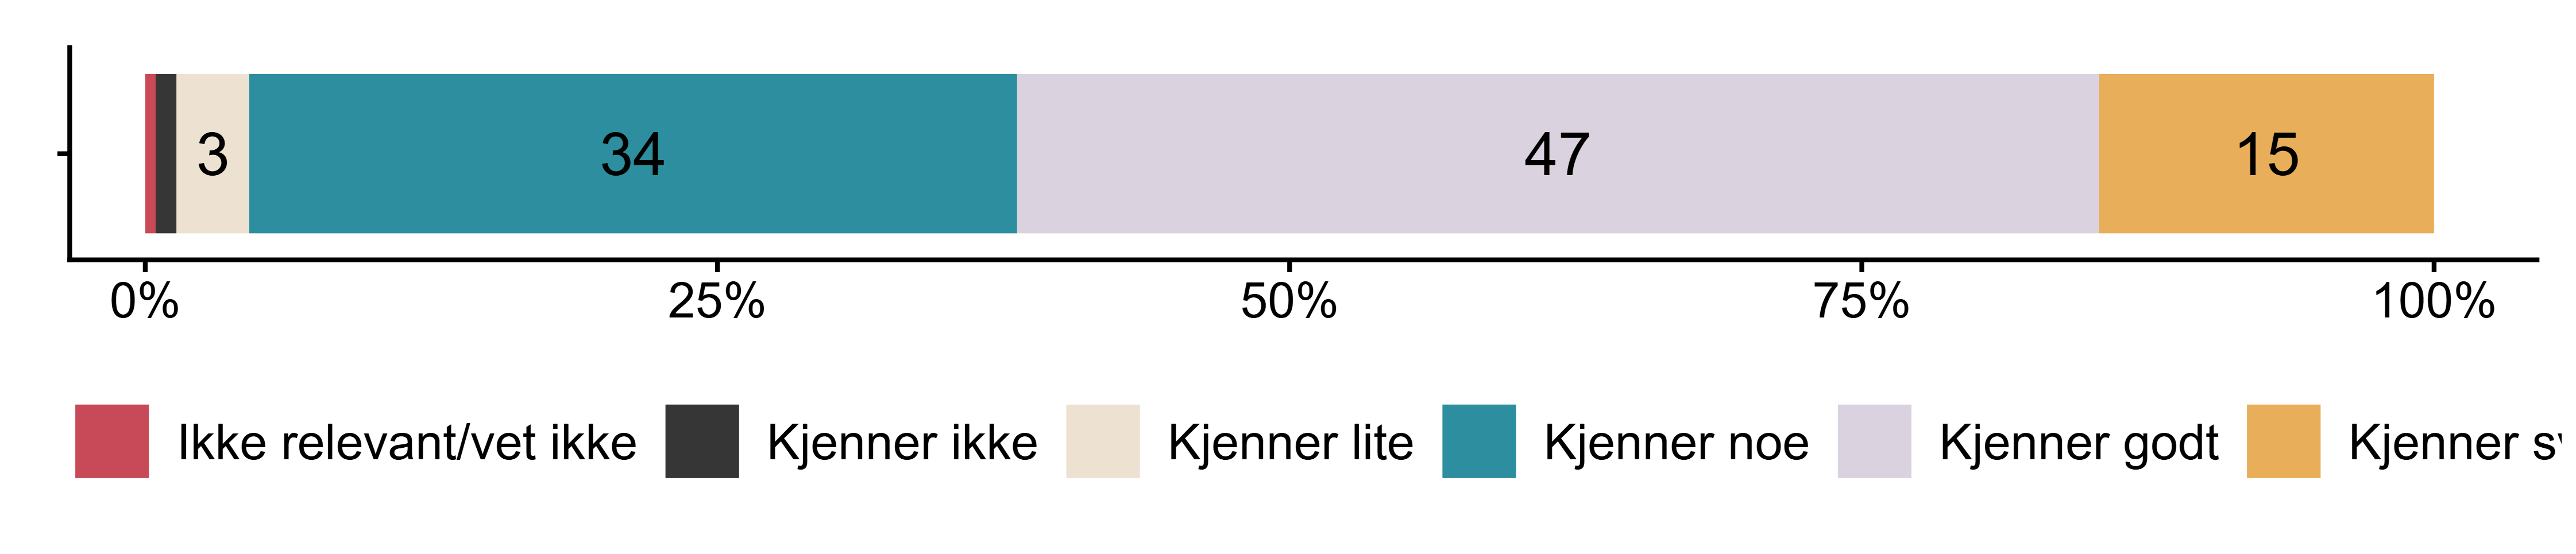 3 34 47 15
0% 25% 50% 75% 100%
Ikke relevant/vet ikke Kjenner ikke Kjenner lite Kjenner noe Kjenner godt Kjenner